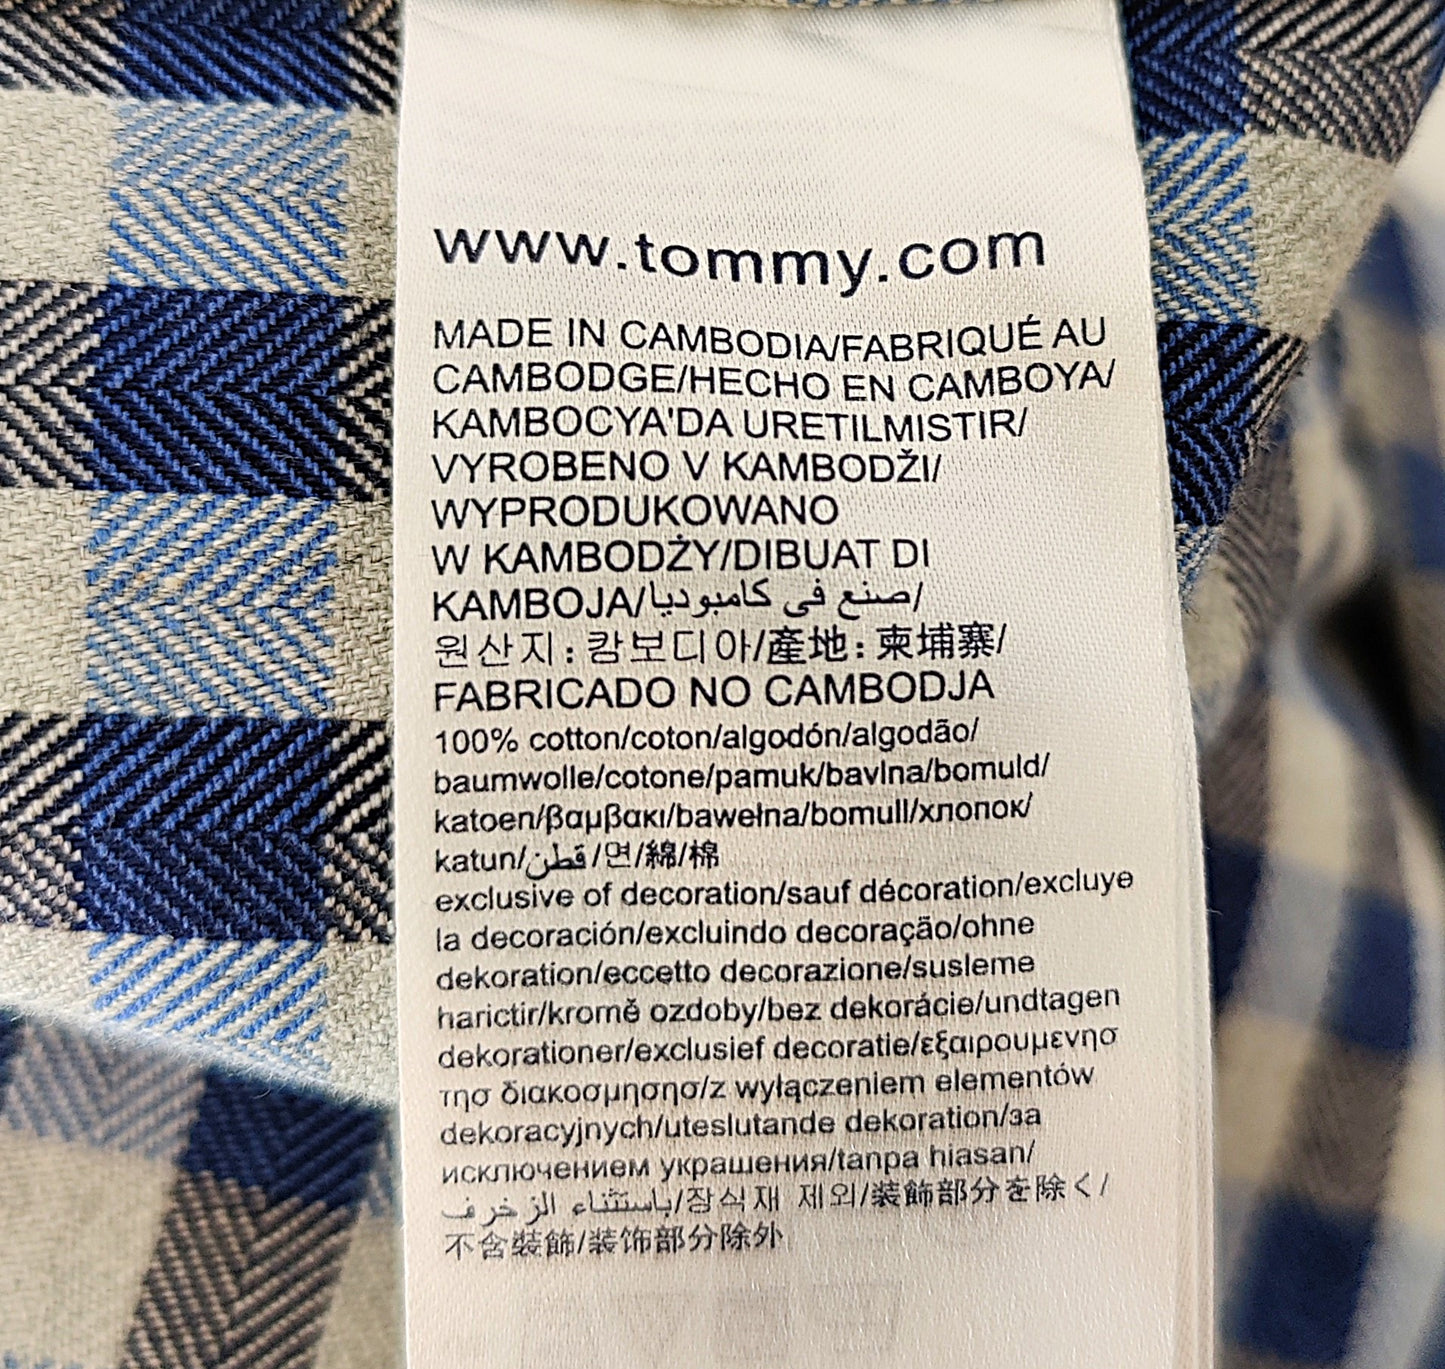 www.tommy.com
MADE IN CAMBODIA/FABRIQUÉ AU
CAMBODGE/HECHO EN CAMBOYA/
KAMBOCYA'DA URETILMISTIR/
VYROBENO V KAMBODŽI/
WYPRODUKOWANO
W KAMBODŻY/DIBUAT DI
KAMBOJA/صنع في كامبوديا/
원산지:캄보디아/產地:柬埔寨/
FABRICADO NO CAMBODJA
100% cotton/coton/algodón/algodão/
baumwolle/cotone/pamuk/bavlna/bomuld/
katoen/βαμβακι/bawełna/bomull/хлопок/
katun/قطن/면/綿/棉
exclusive of decoration/sauf décoration/excluye
la decoración/excluindo decoração/ohne
dekoration/eccetto decorazione/susleme
harictir/kromě ozdoby/bez dekorácie/undtagen
dekorationer/exclusief decoratie/εξαιρουμενησ
τησ διακοσμησησ/z wyłączeniem elementów
dekoracyjnych/uteslutande dekoration/за
исключением украшения/tanpa hiasan/
باستثناء الزخرف/장식재 제외/装飾部分を除く/
不含裝飾/装饰部分除外